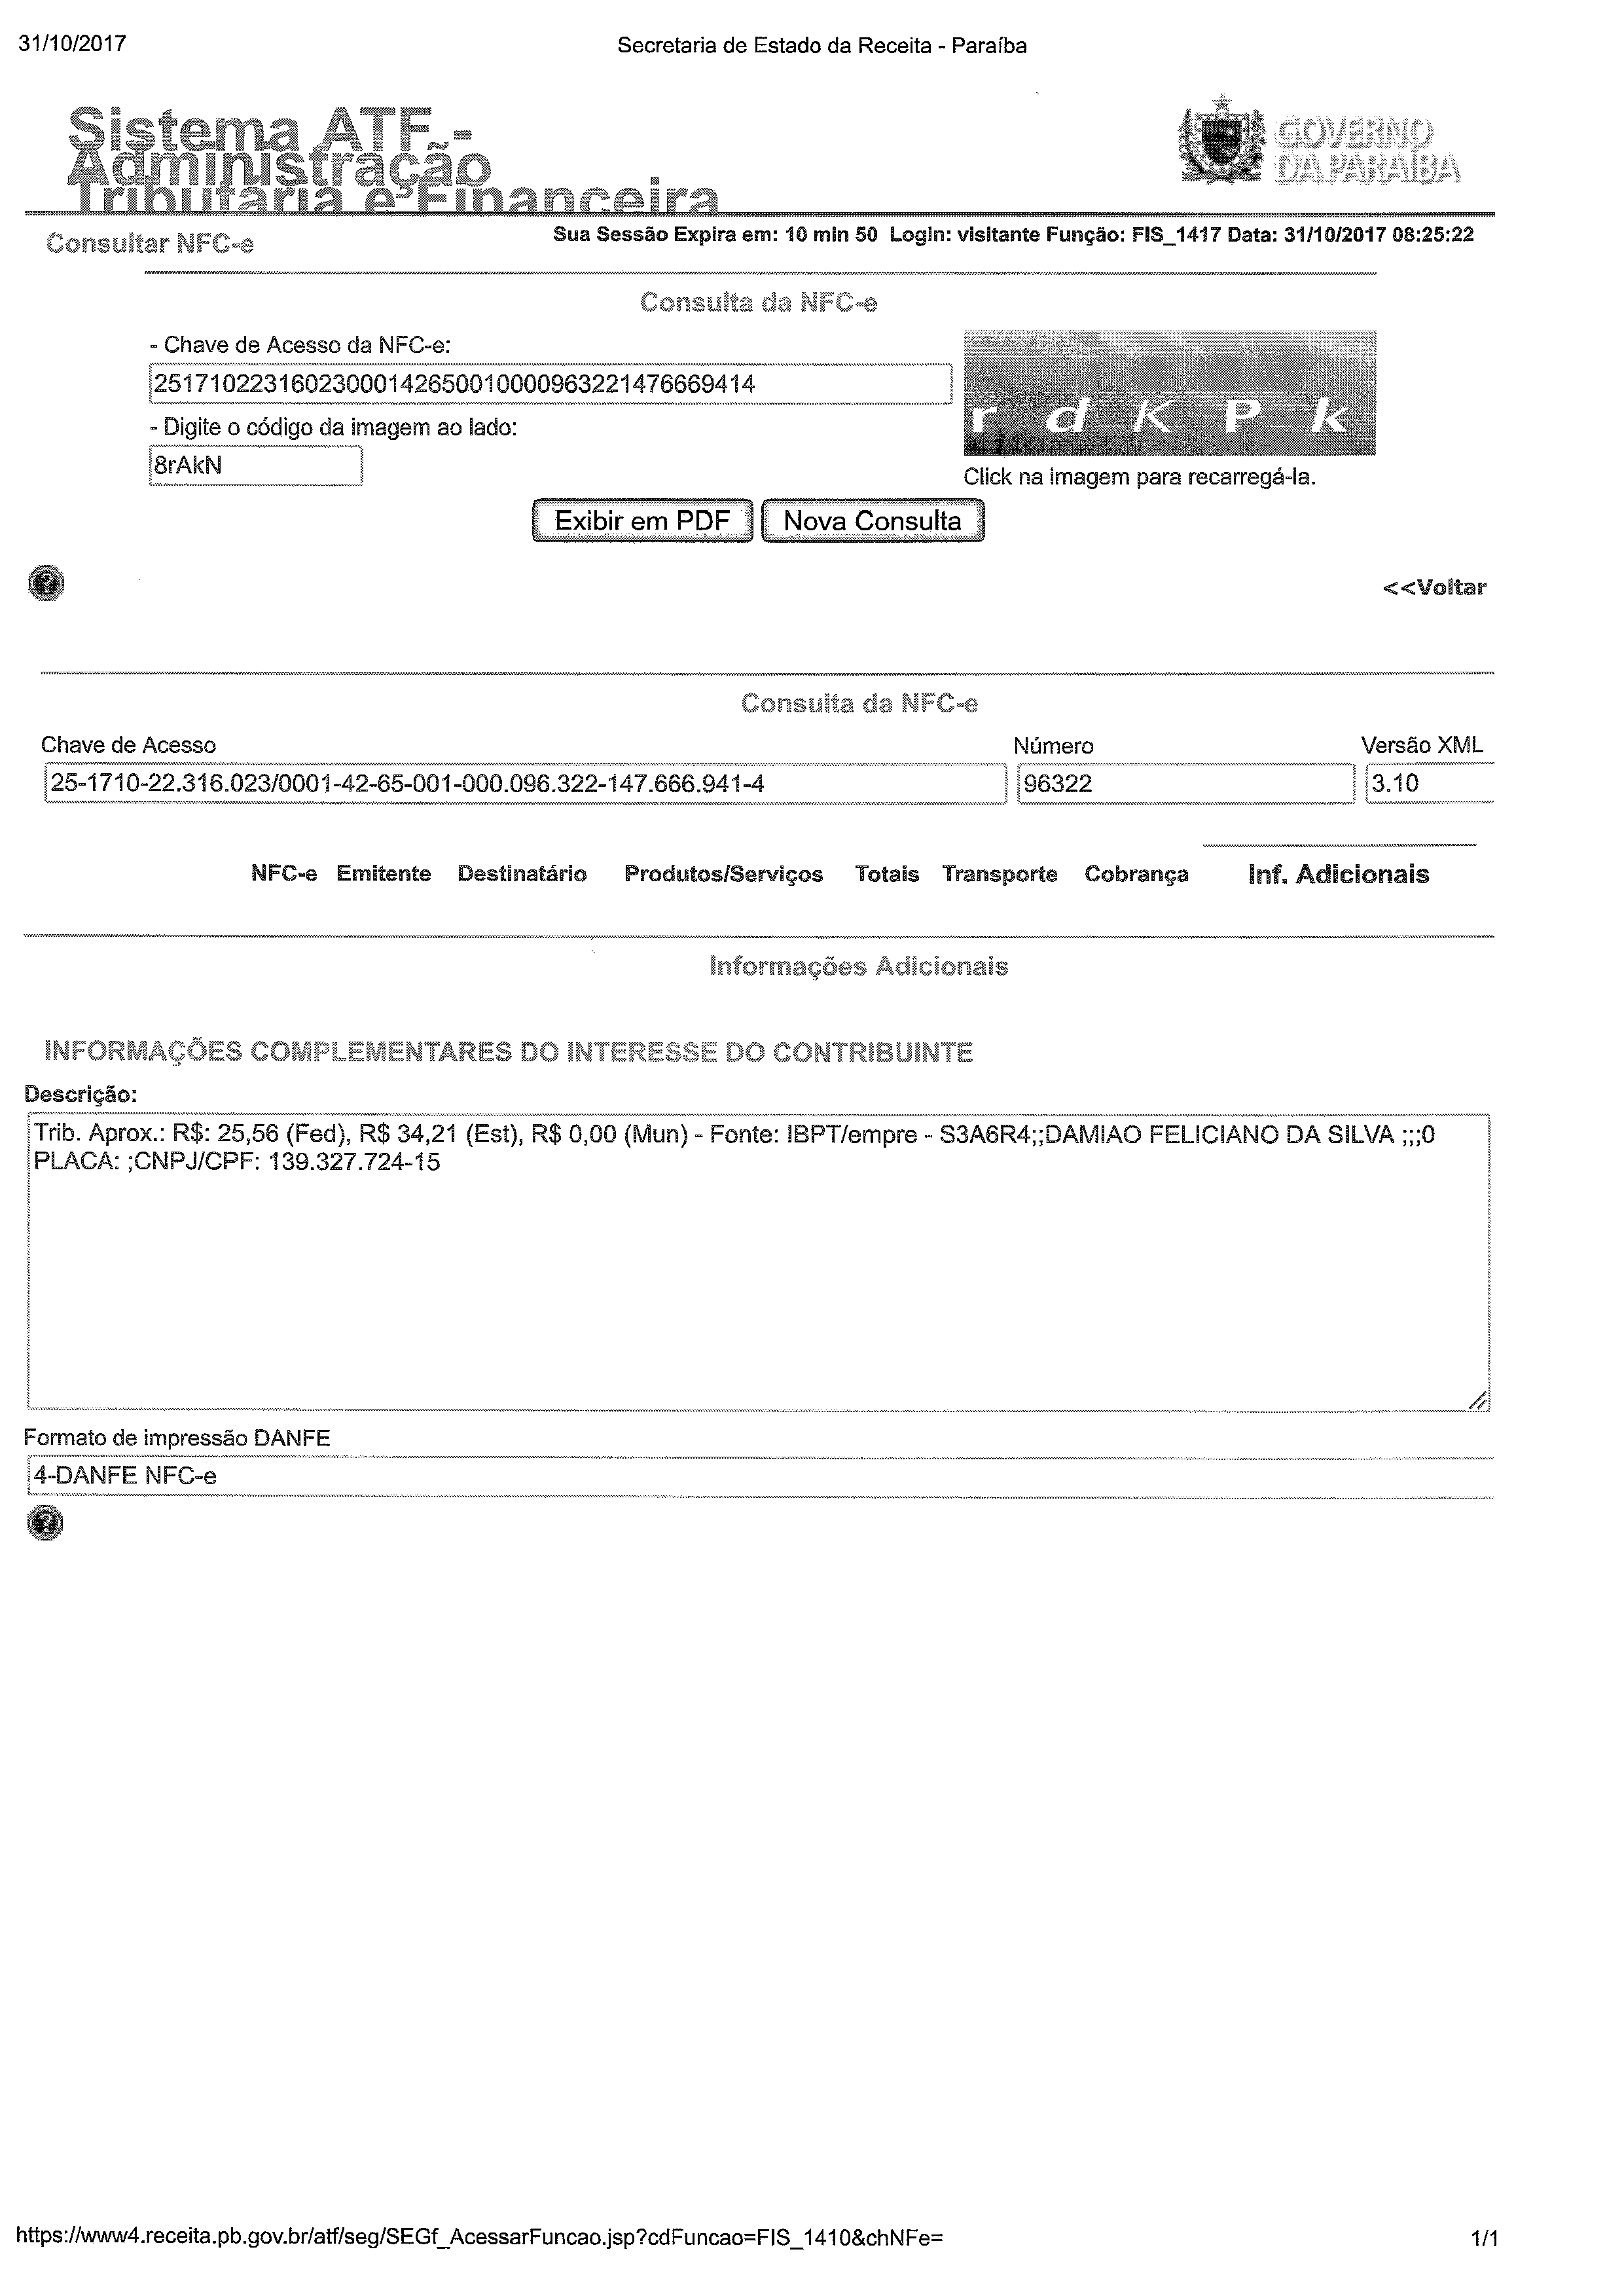 31/10/2017 Secretaria de Estado da Receita - Paraíba
Sistema ATF -
Administração
Tributária e Financeira
GOVERNO
DA PARAÍBA
Consultar NFC-e Sua Sessão Expira em: 10 min 50 Login: visitante Função: FIS_1417 Data: 31/10/2017 08:25:22
Consulta da NFC-e
- Chave de Acesso da NFC-e:
25171022316023000142650010000963221476669414
- Digite o código da imagem ao lado:
8rAkN
r d K P k
Click na imagem para recarregá-la.
Exibir em PDF Nova Consulta
<<Voltar
Consulta da NFC-e
Chave de Acesso Número Versão XML
25-1710-22.316.023/0001-42-65-001-000.096.322-147.666.941-4 96322 3.10
NFC-e Emitente Destinatário Produtos/Serviços Totais Transporte Cobrança Inf. Adicionais
Informações Adicionais
INFORMAÇÕES COMPLEMENTARES DO INTERESSE DO CONTRIBUINTE
Descrição:
Trib. Aprox.: R$: 25,56 (Fed), R$ 34,21 (Est), R$ 0,00 (Mun) - Fonte: IBPT/empre - S3A6R4;;DAMIAO FELICIANO DA SILVA ;;;0
PLACA: ;CNPJ/CPF: 139.327.724-15
Formato de impressão DANFE
4-DANFE NFC-e
https://www4.receita.pb.gov.br/atf/seg/SEGf_AcessarFuncao.jsp?cdFuncao=FIS_1410&chNFe= 1/1